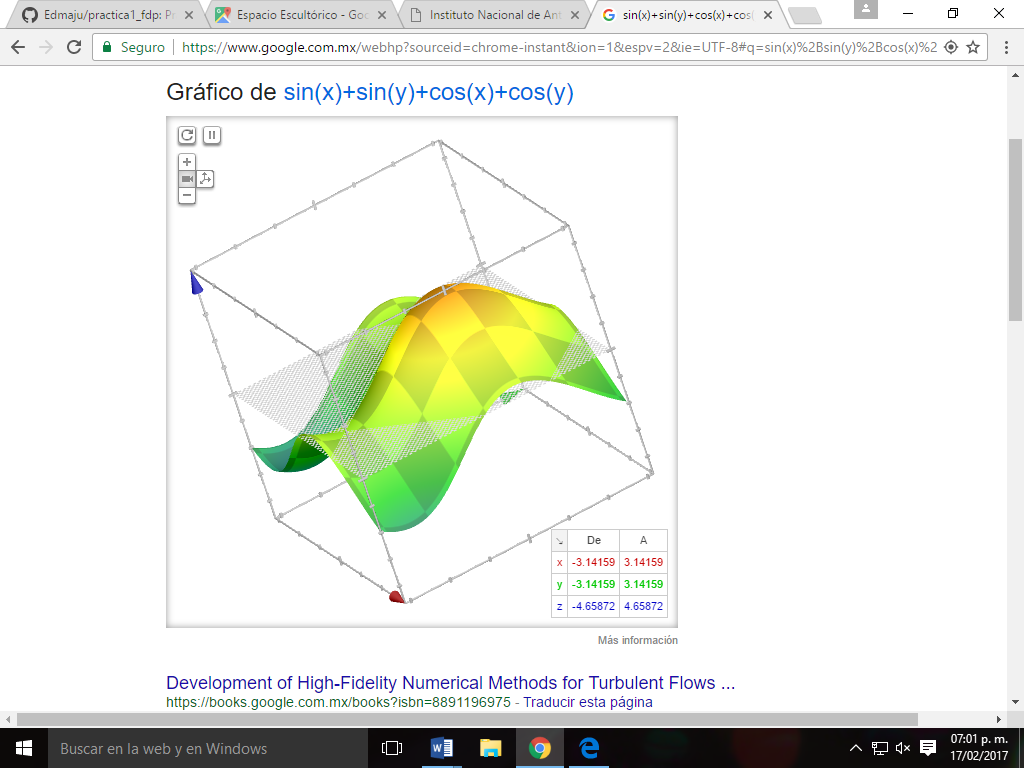 Edmaju/practica1_fdp: Pr
Espacio Escultórico - Goo
Instituto Nacional de Ant
sin(x)+sin(y)+cos(x)+cos(
Seguro
https://www.google.com.mx/webhp?sourceid=chrome-instant&ion=1&espv=2&ie=UTF-8#q=sin(x)%2Bsin(y)%2Bcos(x)%2
Gráfico de sin(x)+sin(y)+cos(x)+cos(y)
De A
x -3.14159 3.14159
y -3.14159 3.14159
z -4.65872 4.65872
Más información
Development of High-Fidelity Numerical Methods for Turbulent Flows ...
https://books.google.com.mx/books?isbn=8891196975 - Traducir esta página
Buscar en la web y en Windows
07:01 p. m.
17/02/2017